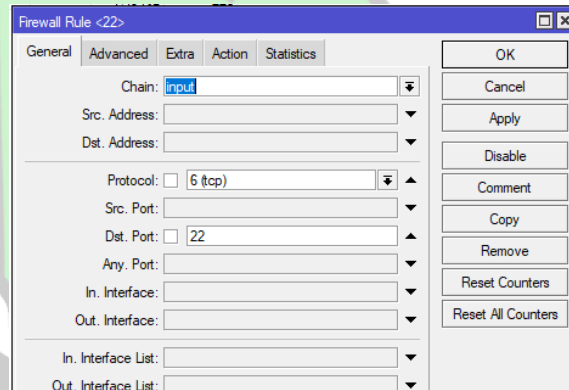 Firewall Rule <22>
General Advanced Extra Action Statistics
Chain: input
Src. Address:
Dst. Address:
Protocol: 6 (tcp)
Src. Port:
Dst. Port: 22
Any. Port:
In. Interface:
Out. Interface:
In. Interface List:
Out. Interface List:
OK
Cancel
Apply
Disable
Comment
Copy
Remove
Reset Counters
Reset All Counters